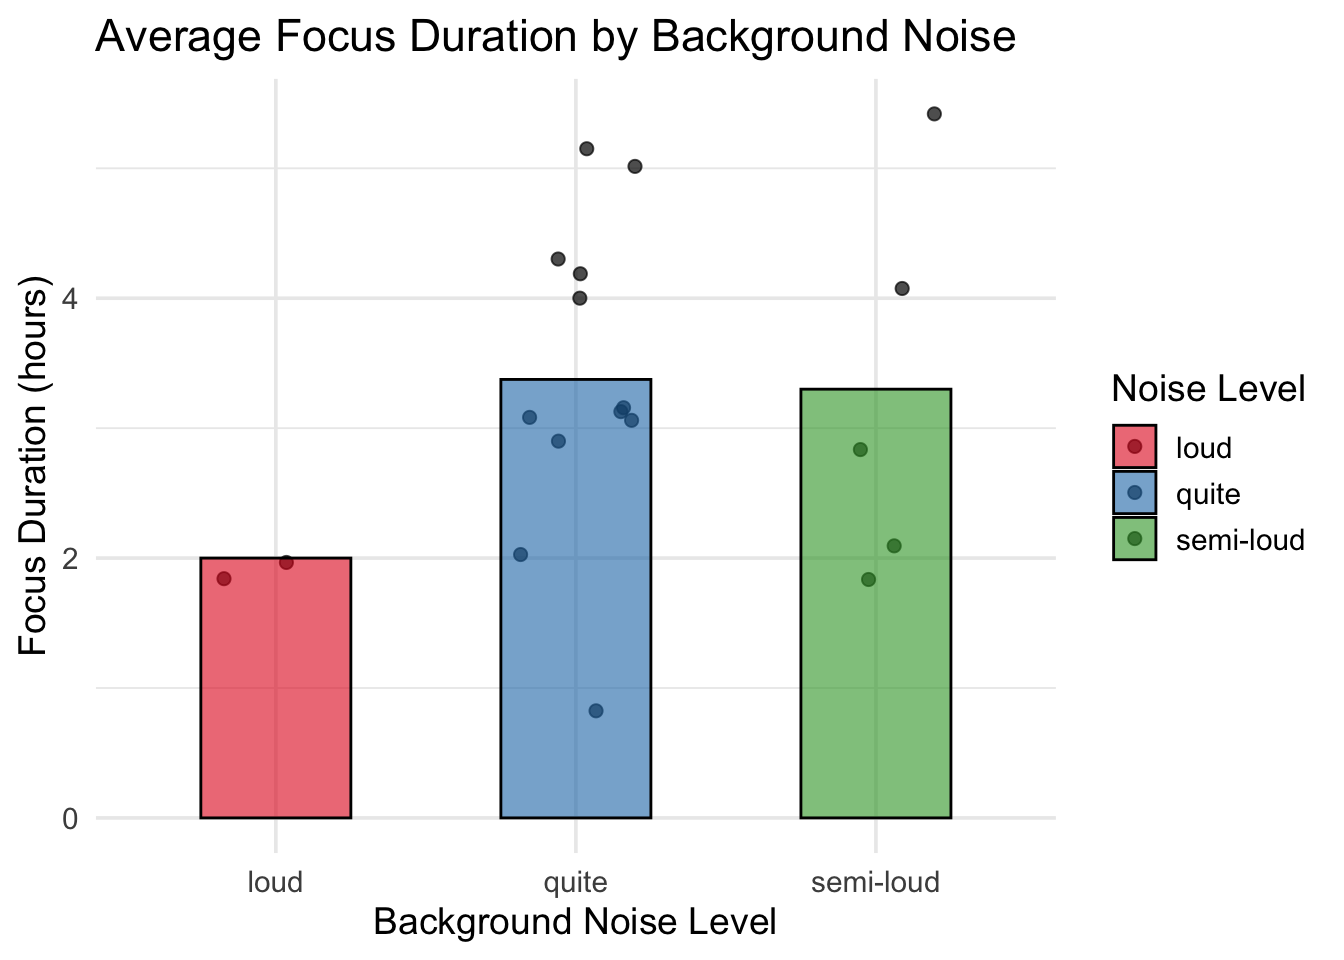 Average Focus Duration by Background Noise
Focus Duration (hours)
4
2
0
loud
quite
semi-loud
Background Noise Level
Noise Level
loud
quite
semi-loud